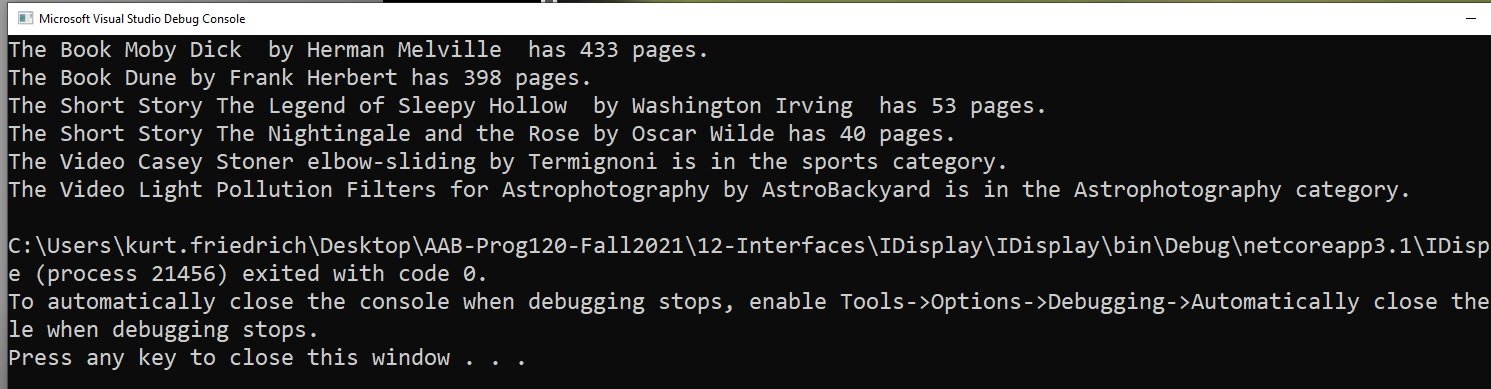 Microsoft Visual Studio Debug Console
The Book Moby Dick  by Herman Melville  has 433 pages.
The Book Dune by Frank Herbert has 398 pages.
The Short Story The Legend of Sleepy Hollow  by Washington Irving  has 53 pages.
The Short Story The Nightingale and the Rose by Oscar Wilde has 40 pages.
The Video Casey Stoner elbow-sliding by Termignoni is in the sports category.
The Video Light Pollution Filters for Astrophotography by AstroBackyard is in the Astrophotography category.
C:\Users\kurt.friedrich\Desktop\AAB-Prog120-Fall2021\12-Interfaces\IDisplay\IDisplay\bin\Debug\netcoreapp3.1\IDisp
e (process 21456) exited with code 0.
To automatically close the console when debugging stops, enable Tools->Options->Debugging->Automatically close the
le when debugging stops.
Press any key to close this window . . .